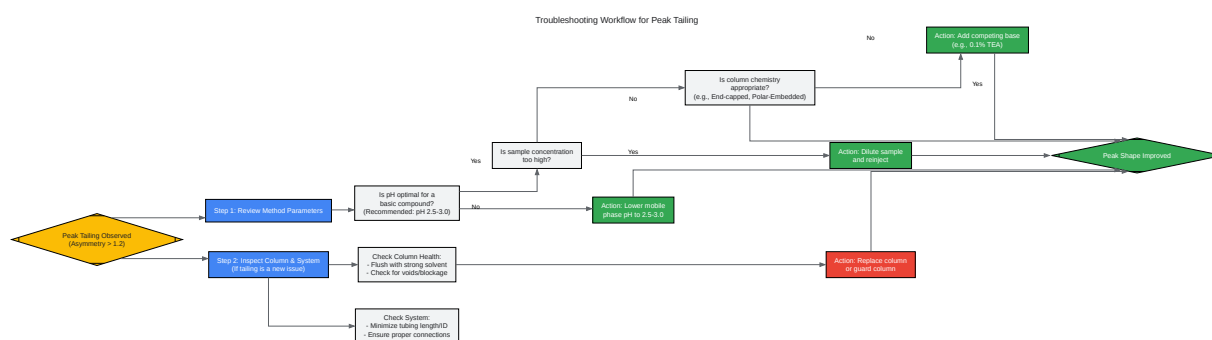 Troubleshooting Workflow for Peak Tailing
No
Action: Add competing base
(e.g., 0.1% TEA)
Is column chemistry
appropriate?
(e.g., End-capped, Polar-Embedded)
No
Yes
Is sample concentration
too high?
Yes
Yes
Action: Dilute sample
and reinject
Peak Shape Improved
Is pH optimal for a
basic compound?
(Recommended: pH 2.5-3.0)
No
Step 1: Review Method Parameters
Action: Lower mobile
phase pH to 2.5-3.0
Peak Tailing Observed
(Asymmetry > 1.2)
Step 2: Inspect Column & System
(If tailing is a new issue)
Check Column Health:
- Flush with strong solvent
- Check for voids/blockage
Action: Replace column
or guard column
Check System:
- Minimize tubing length/ID
- Ensure proper connections